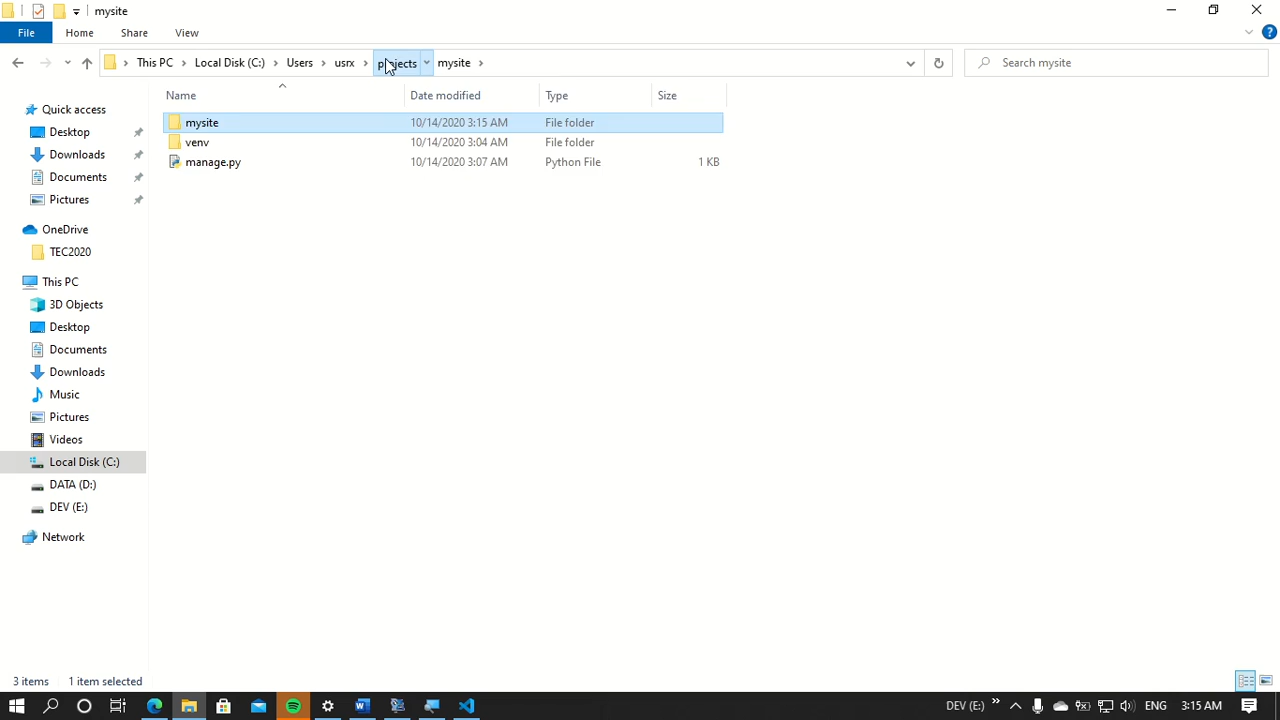 mysite
File Home Share View
This PC Local Disk (C:) Users usrx projects mysite Search mysite
Name Date modified Type Size
mysite 10/14/2020 3:15 AM File folder
venv 10/14/2020 3:04 AM File folder
manage.py 10/14/2020 3:07 AM Python File 1 KB
Quick access
Desktop
Downloads
Documents
Pictures
OneDrive
TEC2020
This PC
3D Objects
Desktop
Documents
Downloads
Music
Pictures
Videos
Local Disk (C:)
DATA (D:)
DEV (E:)
Network
3 items 1 item selected
DEV (E:) ENG 3:15 AM